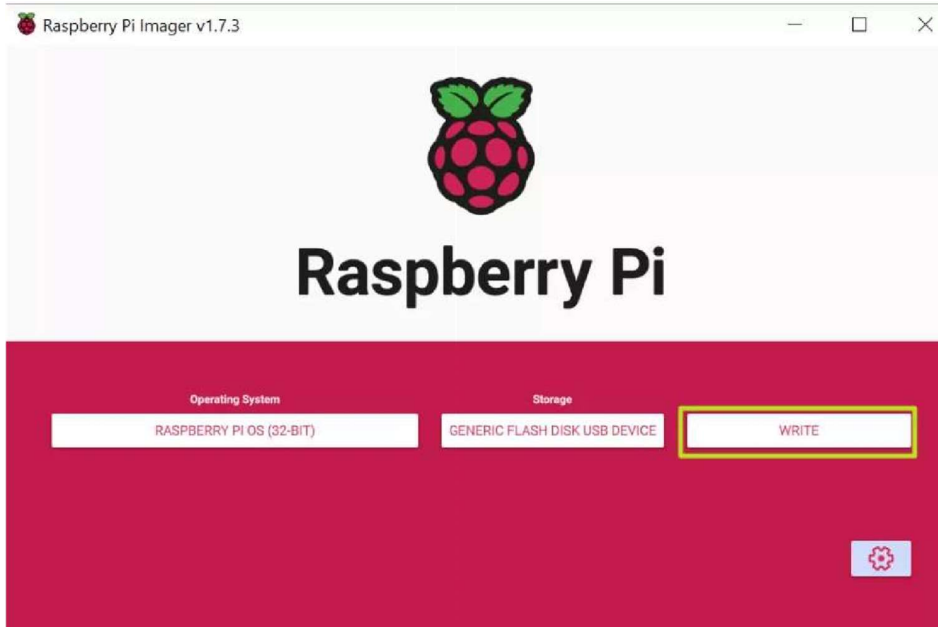 Raspberry Pi Imager v1.7.3
Raspberry Pi
Operating System
Storage
RASPBERRY PI OS (32-BIT)
GENERIC FLASH DISK USB DEVICE
WRITE